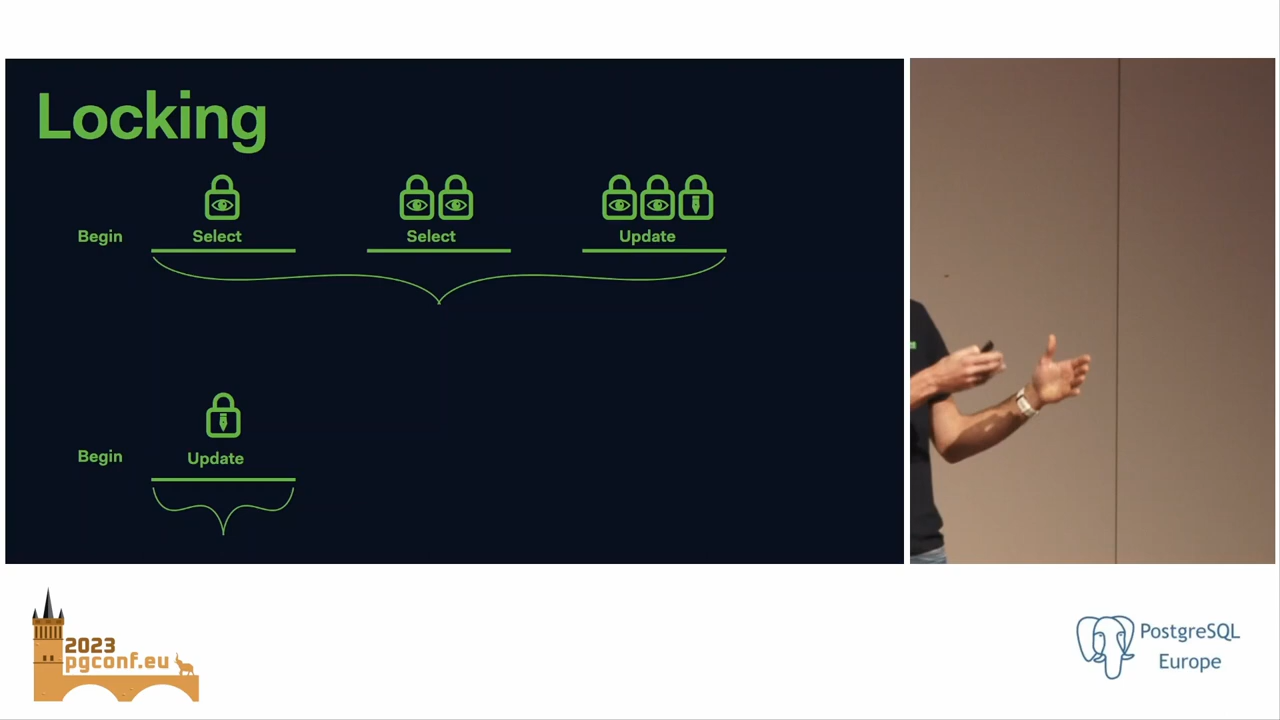 Locking
Begin
Select
Select
Update
Begin
Update
2023
pgconf.eu
PostgreSQL
Europe